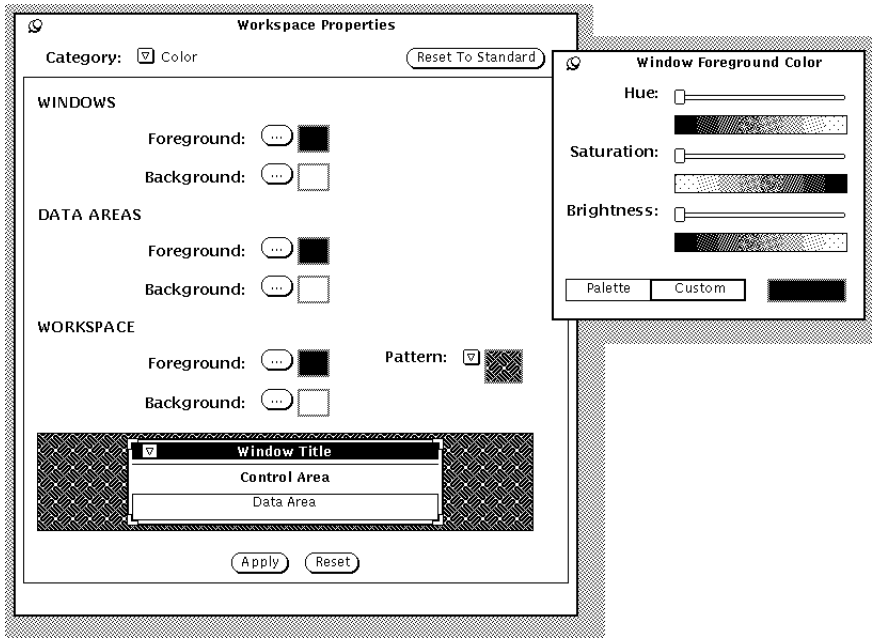 Workspace Properties
Category: Color
Reset To Standard
WINDOWS
Foreground: ...
Background: ...
DATA AREAS
Foreground: ...
Background: ...
WORKSPACE
Foreground: ...
Pattern:
Background: ...
Window Title
Control Area
Data Area
Apply Reset
Window Foreground Color
Hue:
Saturation:
Brightness:
Palette Custom